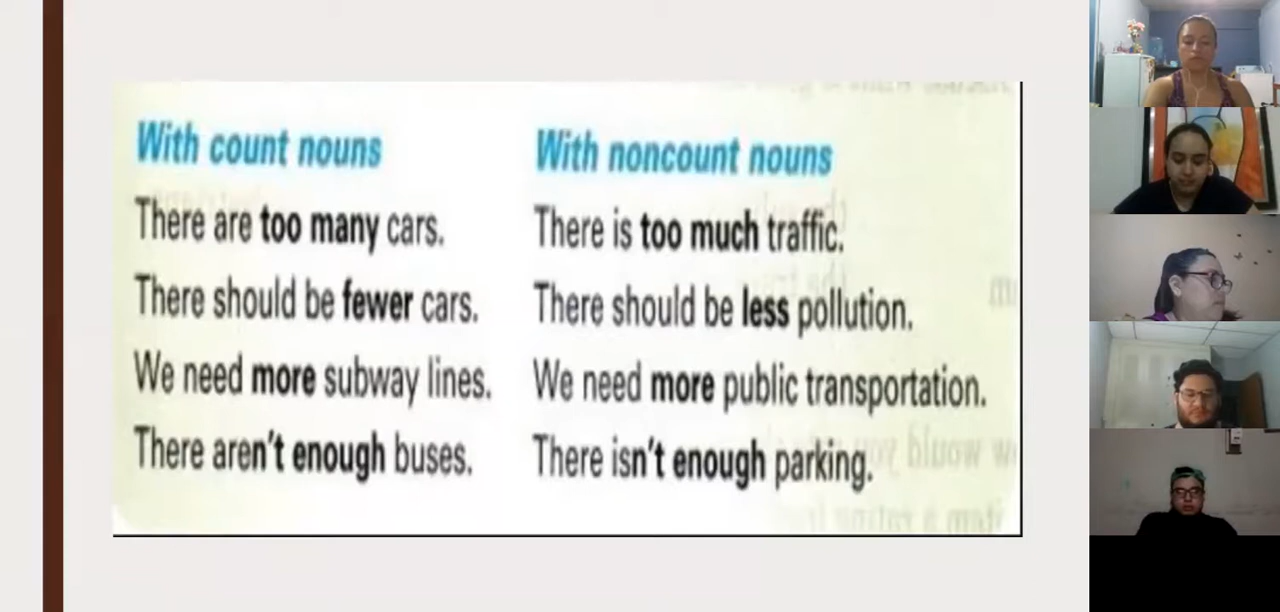 With count nouns
There are too many cars.
There should be fewer cars.
We need more subway lines.
There aren't enough buses.
With noncount nouns
There is too much traffic.
There should be less pollution.
We need more public transportation.
There isn't enough parking.